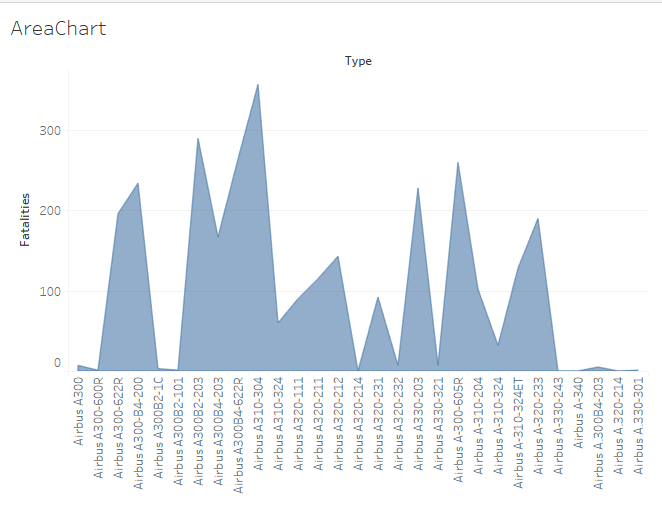 AreaChart
Type
Fatalities
300
200
100
0
Airbus A300
Airbus A300-600R
Airbus A300-622R
Airbus A300-B4-200
Airbus A300B2-1C
Airbus A300B2-101
Airbus A300B2-203
Airbus A300B4-203
Airbus A300B4-622R
Airbus A310-304
Airbus A310-324
Airbus A320-111
Airbus A320-211
Airbus A320-212
Airbus A320-214
Airbus A320-231
Airbus A320-232
Airbus A330-203
Airbus A330-321
Airbus A-300-605R
Airbus A-310-204
Airbus A-310-324
Airbus A-310-324ET
Airbus A-320-233
Airbus A-330-243
Airbus A-340
Airbus A.300B4-203
Airbus A.320-214
Airbus A.330-301